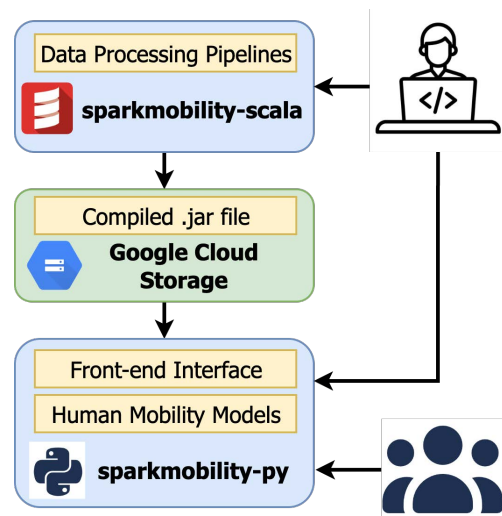 Data Processing Pipelines
sparkmobility-scala
</>
Compiled .jar file
Google Cloud
Storage
Front-end Interface
Human Mobility Models
sparkmobility-py